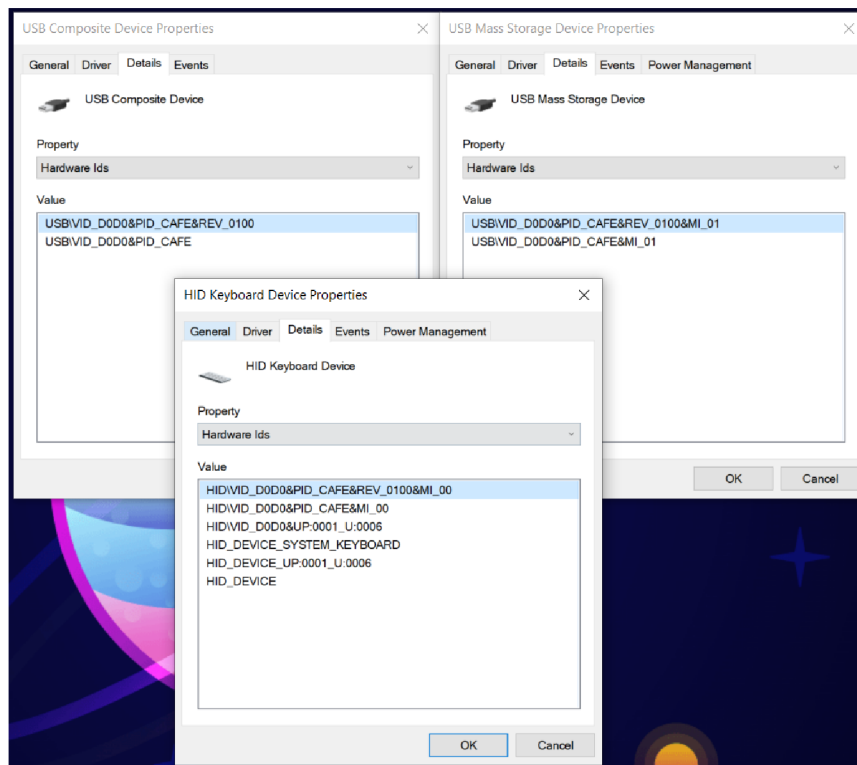 USB Composite Device Properties
General Driver Details Events
USB Composite Device
Property
Hardware Ids
Value
USB\VID_D0D0&PID_CAFE&REV_0100
USB\VID_D0D0&PID_CAFE
USB Mass Storage Device Properties
General Driver Details Events Power Management
USB Mass Storage Device
Property
Hardware Ids
Value
USB\VID_D0D0&PID_CAFE&REV_0100&MI_01
USB\VID_D0D0&PID_CAFE&MI_01
OK Cancel
HID Keyboard Device Properties
General Driver Details Events Power Management
HID Keyboard Device
Property
Hardware Ids
Value
HID\VID_D0D0&PID_CAFE&REV_0100&MI_00
HID\VID_D0D0&PID_CAFE&MI_00
HID\VID_D0D0&UP:0001_U:0006
HID_DEVICE_SYSTEM_KEYBOARD
HID_DEVICE_UP:0001_U:0006
HID_DEVICE
OK Cancel